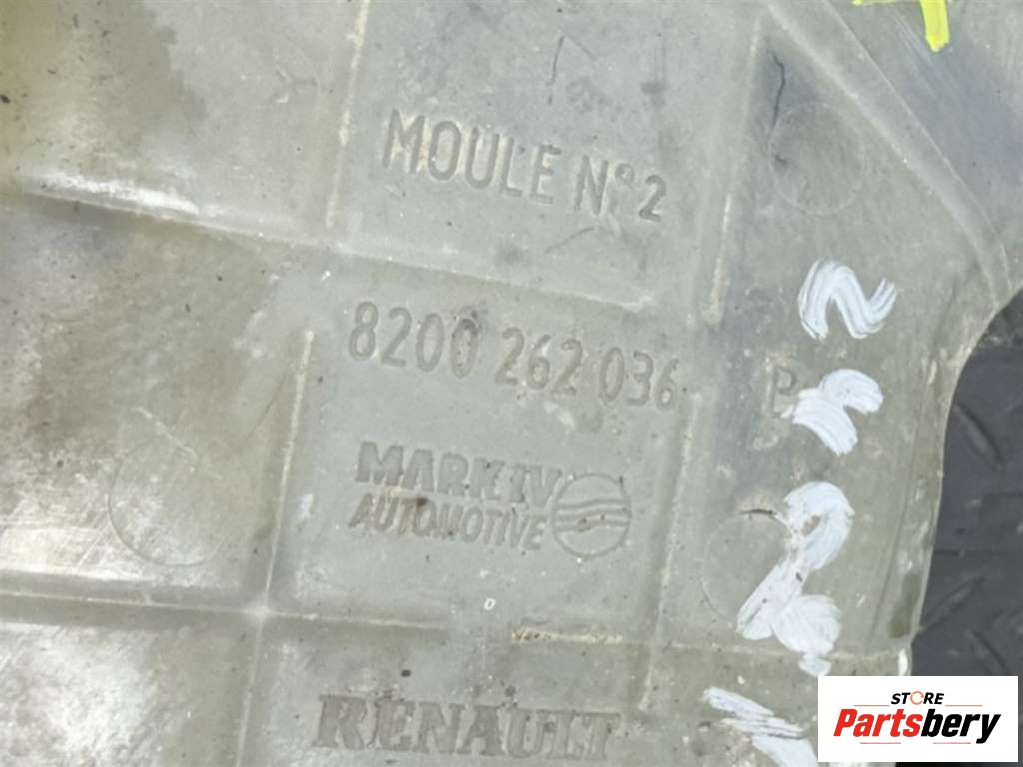 MOULE N°2
8200 262 036
MARK IV
AUTOMOTIVE
RENAULT
STORE
Partsbery